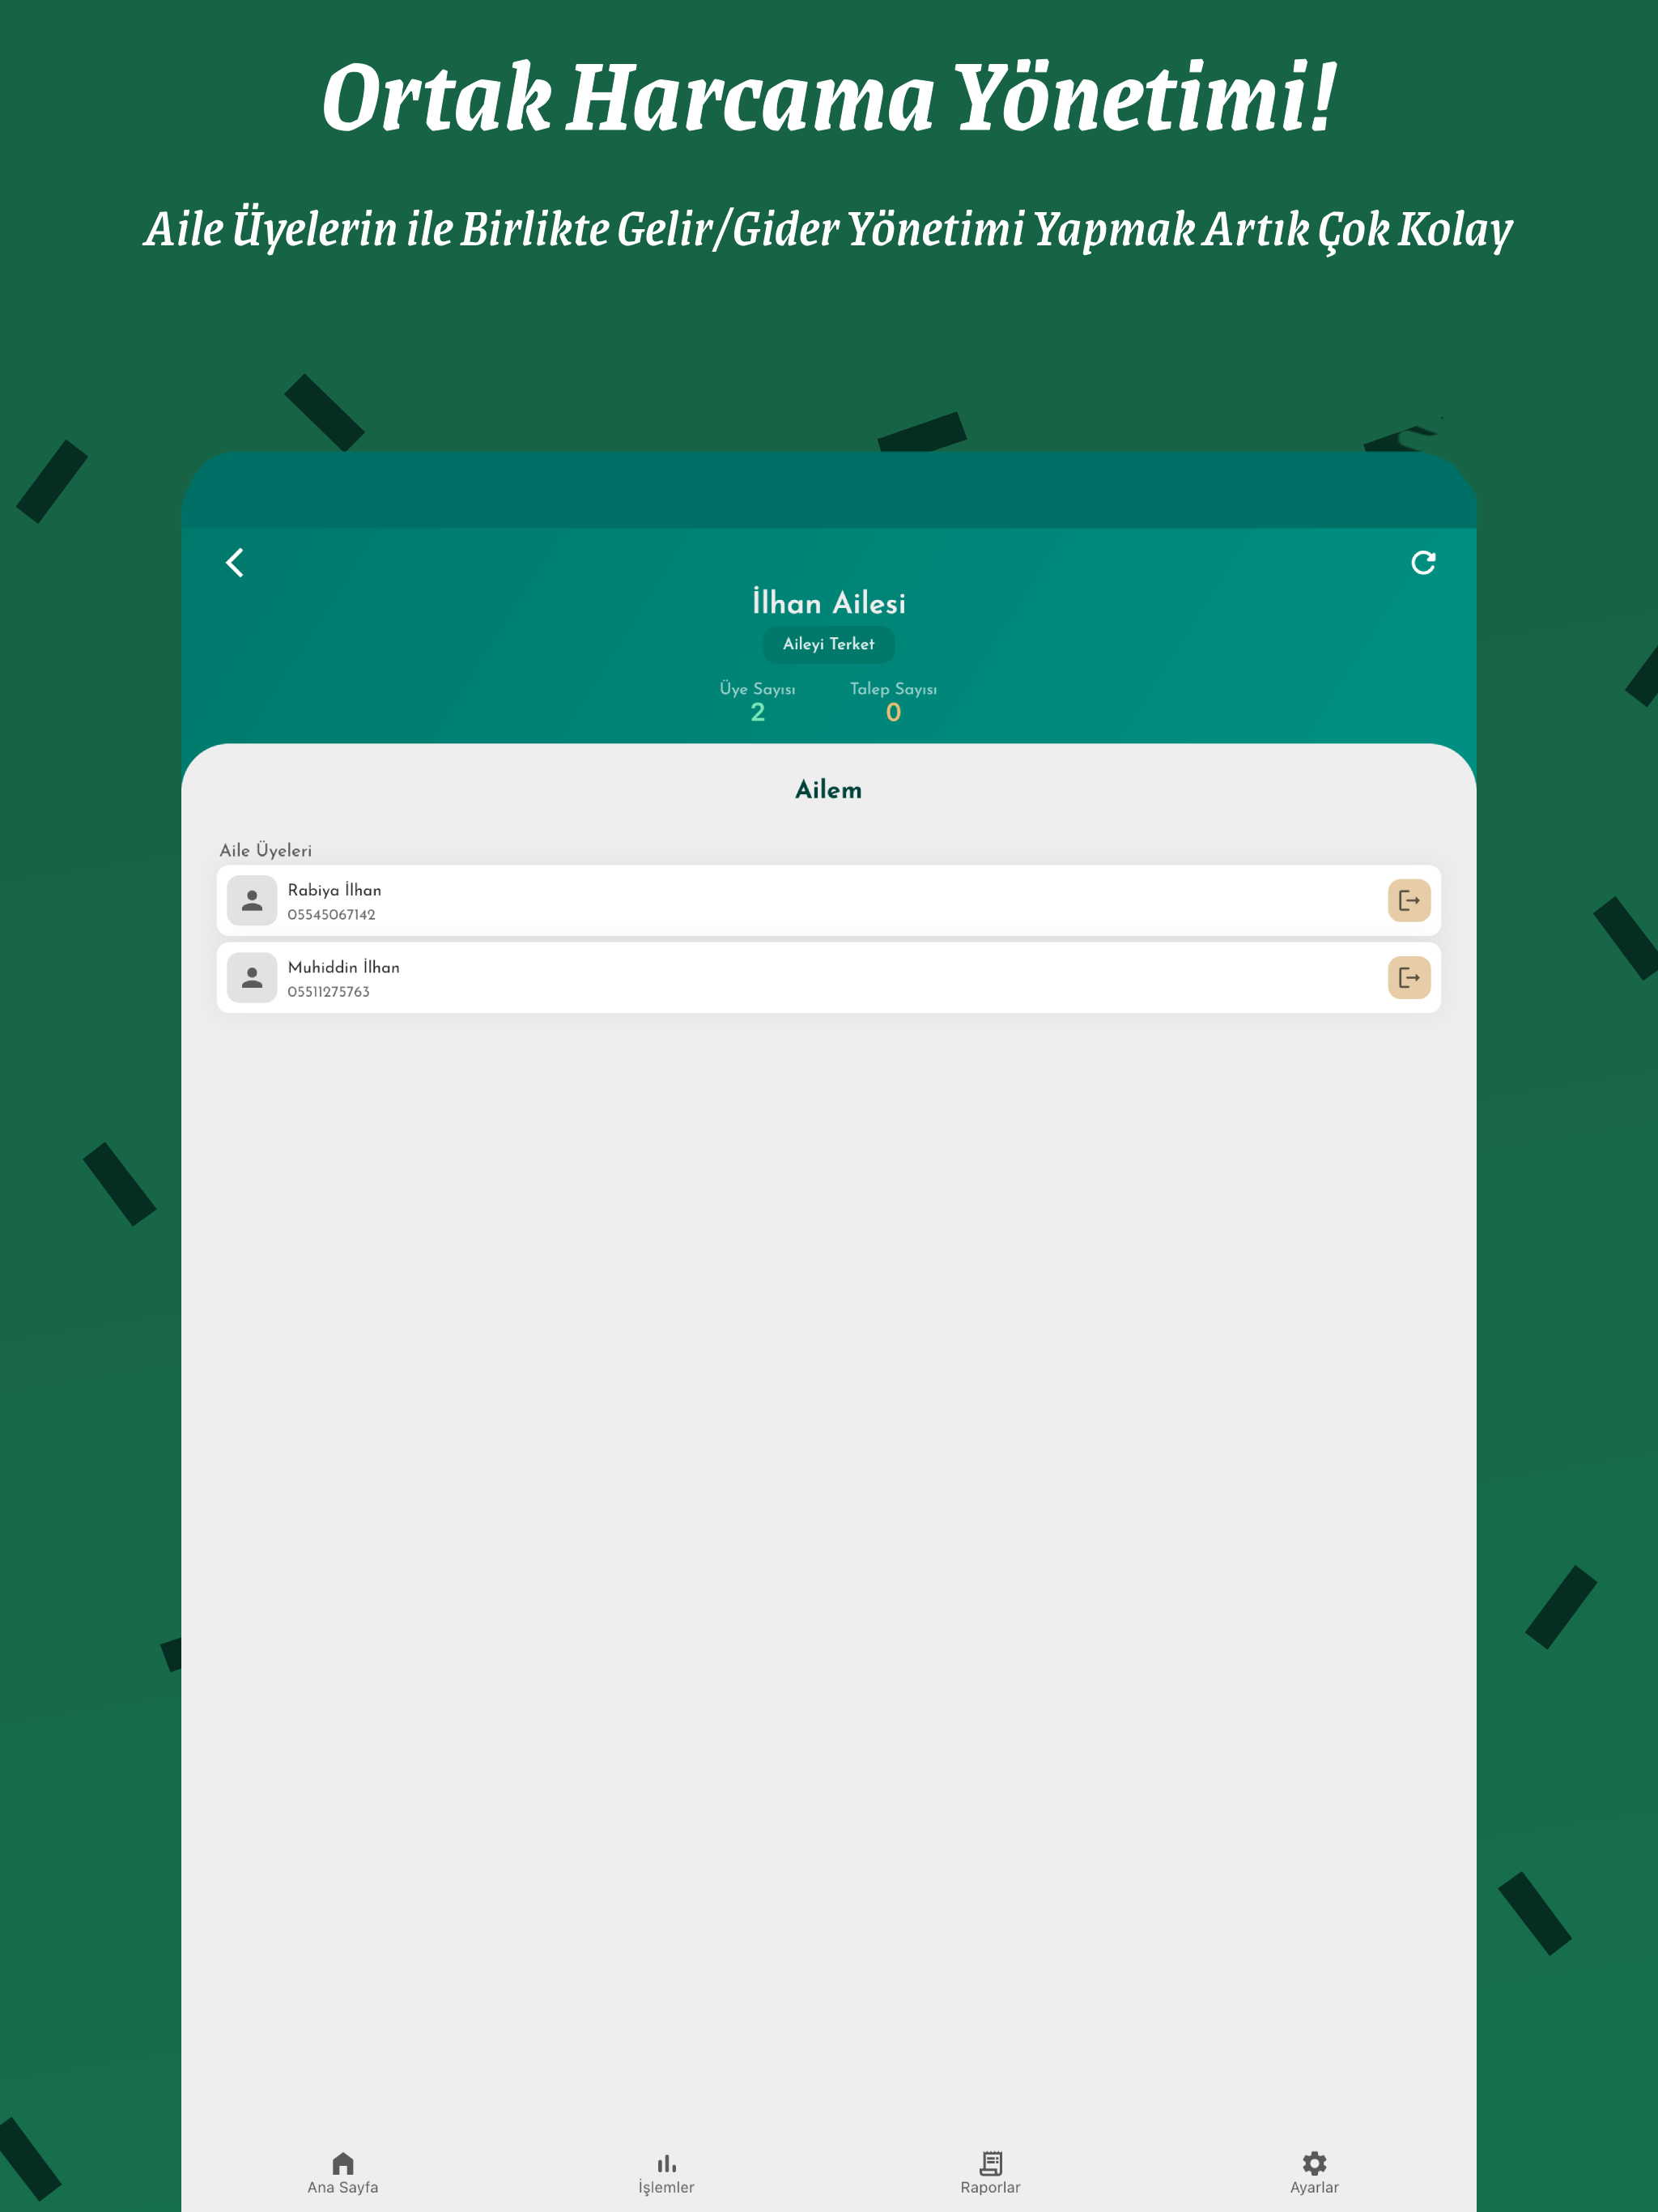 Ortak Harcama Yönetimi!
Aile Üyelerin ile Birlikte Gelir/Gider Yönetimi Yapmak Artık Çok Kolay
İlhan Ailesi
Aileyi Terket
Üye Sayısı Talep Sayısı
2 0
Ailem
Aile Üyeleri
Rabiya İlhan
05545067142
Muhiddin İlhan
05511275763
Ana Sayfa İşlemler Raporlar Ayarlar